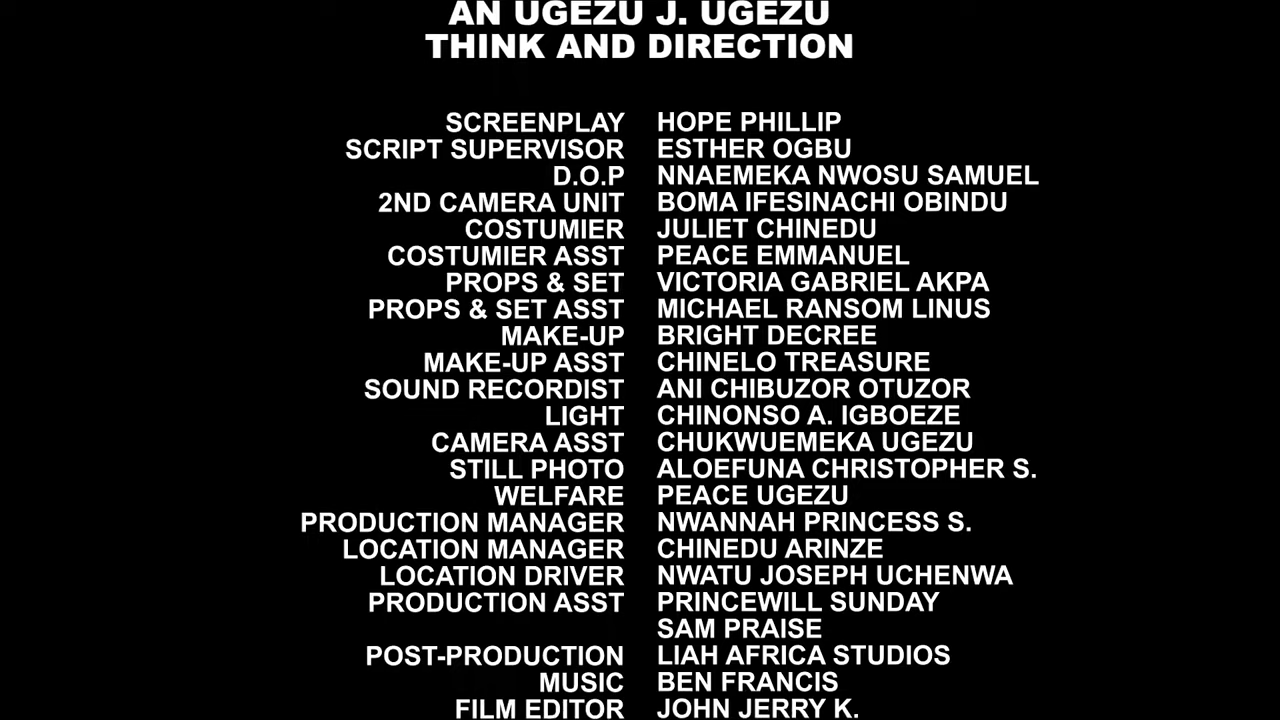 AN UGEZU J. UGEZU
THINK AND DIRECTION
SCREENPLAY HOPE PHILLIP
SCRIPT SUPERVISOR ESTHER OGBU
D.O.P NNAEMEKA NWOSU SAMUEL
2ND CAMERA UNIT BOMA IFESINACHI OBINDU
COSTUMIER JULIET CHINEDU
COSTUMIER ASST PEACE EMMANUEL
PROPS & SET VICTORIA GABRIEL AKPA
PROPS & SET ASST MICHAEL RANSOM LINUS
MAKE-UP BRIGHT DECREE
MAKE-UP ASST CHINELO TREASURE
SOUND RECORDIST ANI CHIBUZOR OTUZOR
LIGHT CHINONSO A. IGBOEZE
CAMERA ASST CHUKWUEMEKA UGEZU
STILL PHOTO ALOEFUNA CHRISTOPHER S.
WELFARE PEACE UGEZU
PRODUCTION MANAGER NWANNAH PRINCESS S.
LOCATION MANAGER CHINEDU ARINZE
LOCATION DRIVER NWATU JOSEPH UCHENWA
PRODUCTION ASST PRINCEWILL SUNDAY
SAM PRAISE
POST-PRODUCTION LIAH AFRICA STUDIOS
MUSIC BEN FRANCIS
FILM EDITOR JOHN JERRY K.